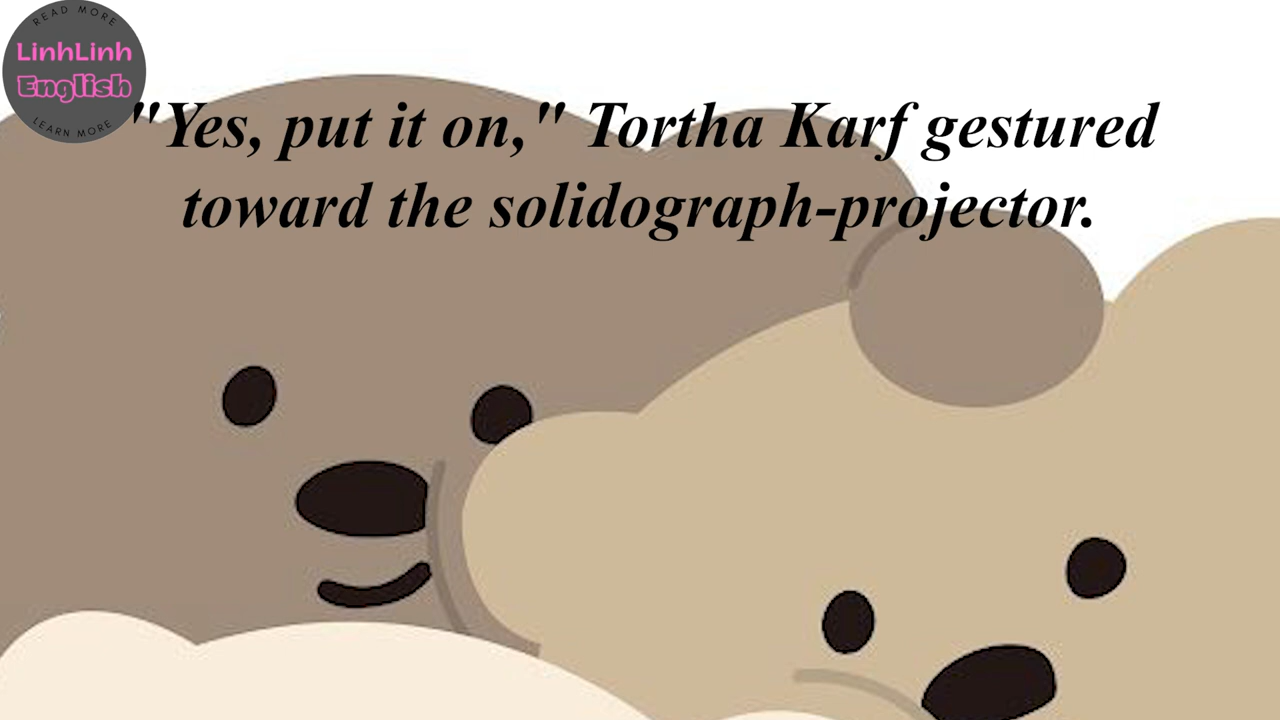 READ MORE
LinhLinh
English
LEARN MORE
"Yes, put it on," Tortha Karf gestured
toward the solidograph-projector.